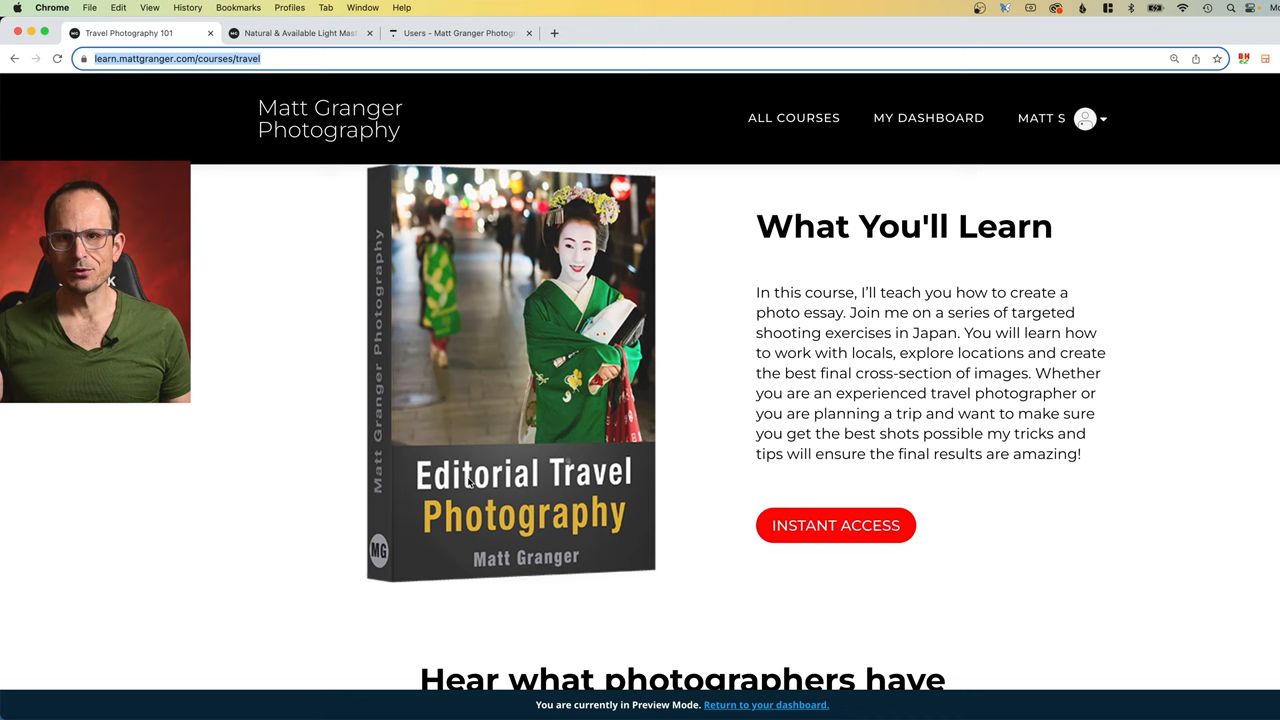 Chrome File Edit View History Bookmarks Profiles Tab Window Help
Travel Photography 101
Natural & Available Light Mas
Users - Matt Granger Photogr
learn.mattgranger.com/courses/travel
Matt Granger
Photography
ALL COURSES
MY DASHBOARD
MATT S
Matt Granger Photography
MG
Editorial Travel
Photography
Matt Granger
What You'll Learn
In this course, I'll teach you how to create a
photo essay. Join me on a series of targeted
shooting exercises in Japan. You will learn how
to work with locals, explore locations and create
the best final cross-section of images. Whether
you are an experienced travel photographer or
you are planning a trip and want to make sure
you get the best shots possible my tricks and
tips will ensure the final results are amazing!
INSTANT ACCESS
Hear what photographers have
You are currently in Preview Mode. Return to your dashboard.